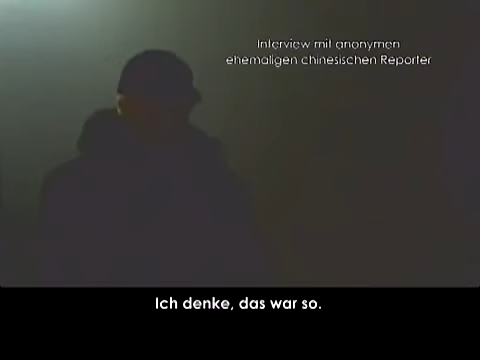 Interview mit anonymen
ehemaligen chinesischen Reporter
Ich denke, das war so.